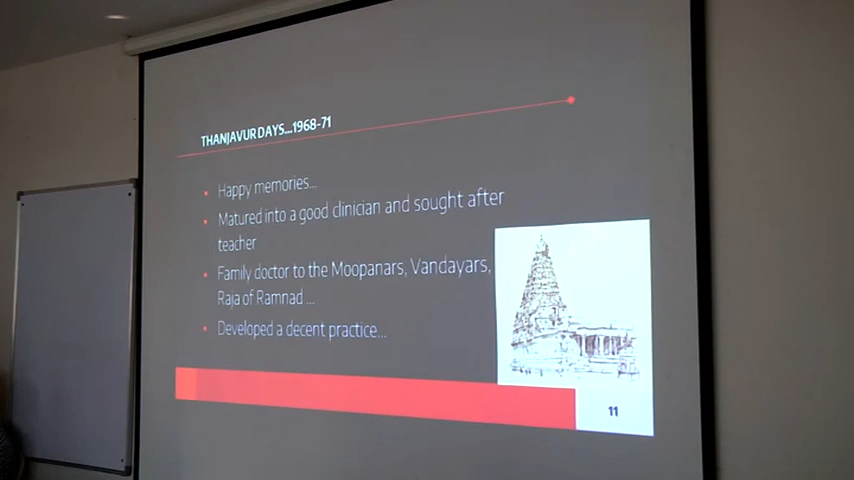 THANJAVUR DAYS...1968-71
• Happy memories...
• Matured into a good clinician and sought after
teacher
• Family doctor to the Moopanars, Vandayars,
Raja of Ramnad ...
• Developed a decent practice...
11